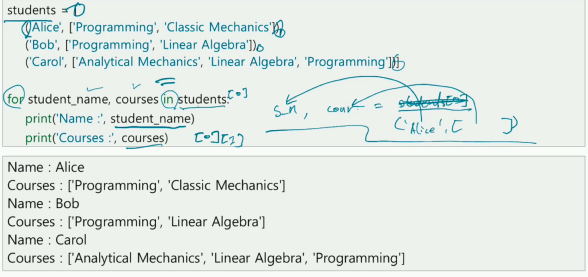 students = [
('Alice', ['Programming', 'Classic Mechanics']),
('Bob', ['Programming', 'Linear Algebra']),
('Carol', ['Analytical Mechanics', 'Linear Algebra', 'Programming'])]
for student_name, courses in students: [0]
s_n, cour = students[0]
print('Name :', student_name)
('Alice', [ ])
print('Courses :', courses) [0][2]
Name : Alice
Courses : ['Programming', 'Classic Mechanics']
Name : Bob
Courses : ['Programming', 'Linear Algebra']
Name : Carol
Courses : ['Analytical Mechanics', 'Linear Algebra', 'Programming']